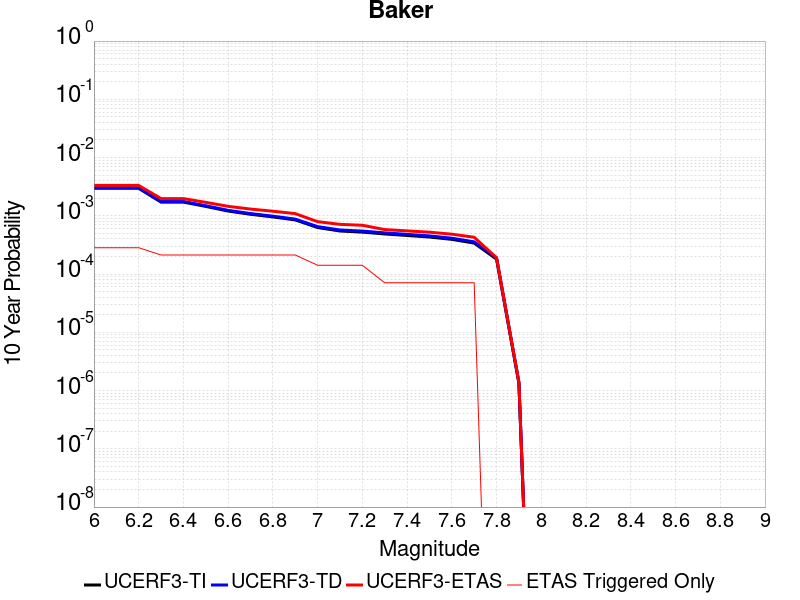 Baker
10 Year Probability
10^0
10^-1
10^-2
10^-3
10^-4
10^-5
10^-6
10^-7
10^-8
6 6.2 6.4 6.6 6.8 7 7.2 7.4 7.6 7.8 8 8.2 8.4 8.6 8.8 9
Magnitude
UCERF3-TI UCERF3-TD UCERF3-ETAS ETAS Triggered Only